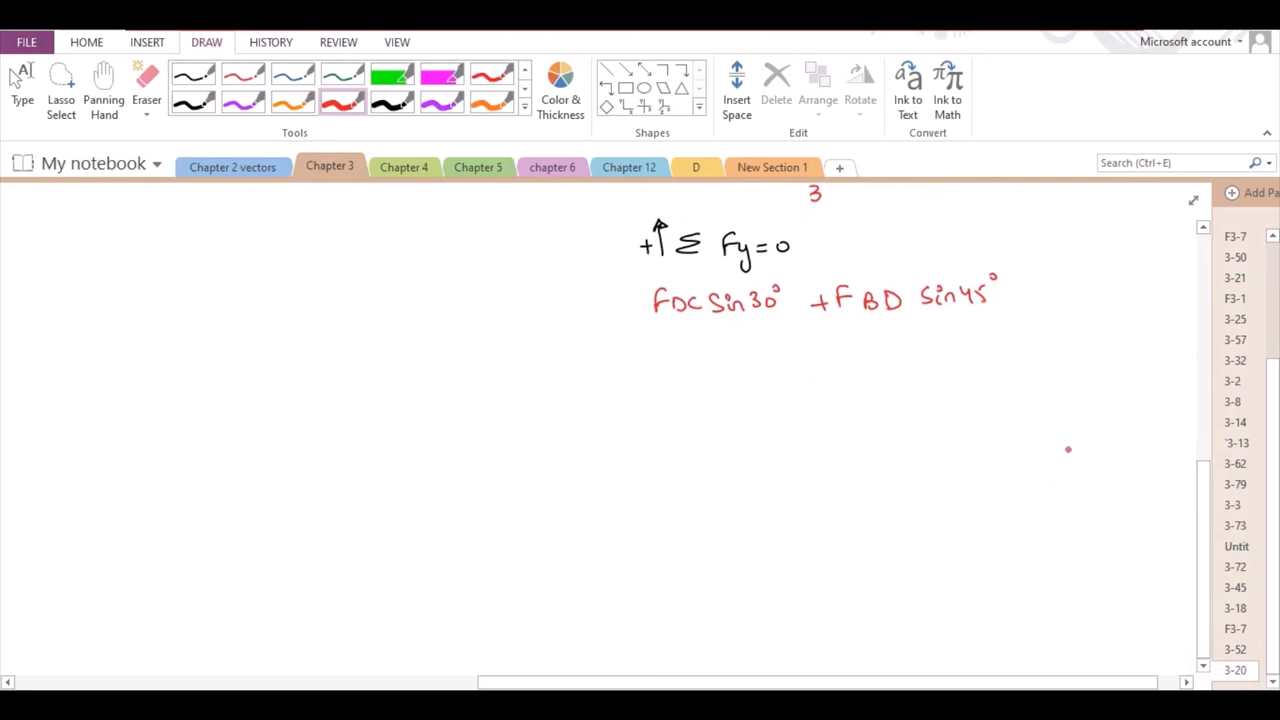 FILE HOME INSERT DRAW HISTORY REVIEW VIEW Microsoft account
Type Lasso Select Panning Hand Eraser Color & Thickness Insert Space Delete Arrange Rotate Ink to Text Ink to Math
Tools Shapes Edit Convert
My notebook Chapter 2 vectors Chapter 3 Chapter 4 Chapter 5 chapter 6 Chapter 12 D New Section 1 Search (Ctrl+E)
3
Add Pa
+↑ Σ Fy=0
FDC Sin30° +F BD Sin45°
F3-7
3-50
3-21
F3-1
3-25
3-57
3-32
3-2
3-8
3-14
`3-13
3-62
3-79
3-3
3-73
Untit
3-72
3-45
3-18
F3-7
3-52
3-20